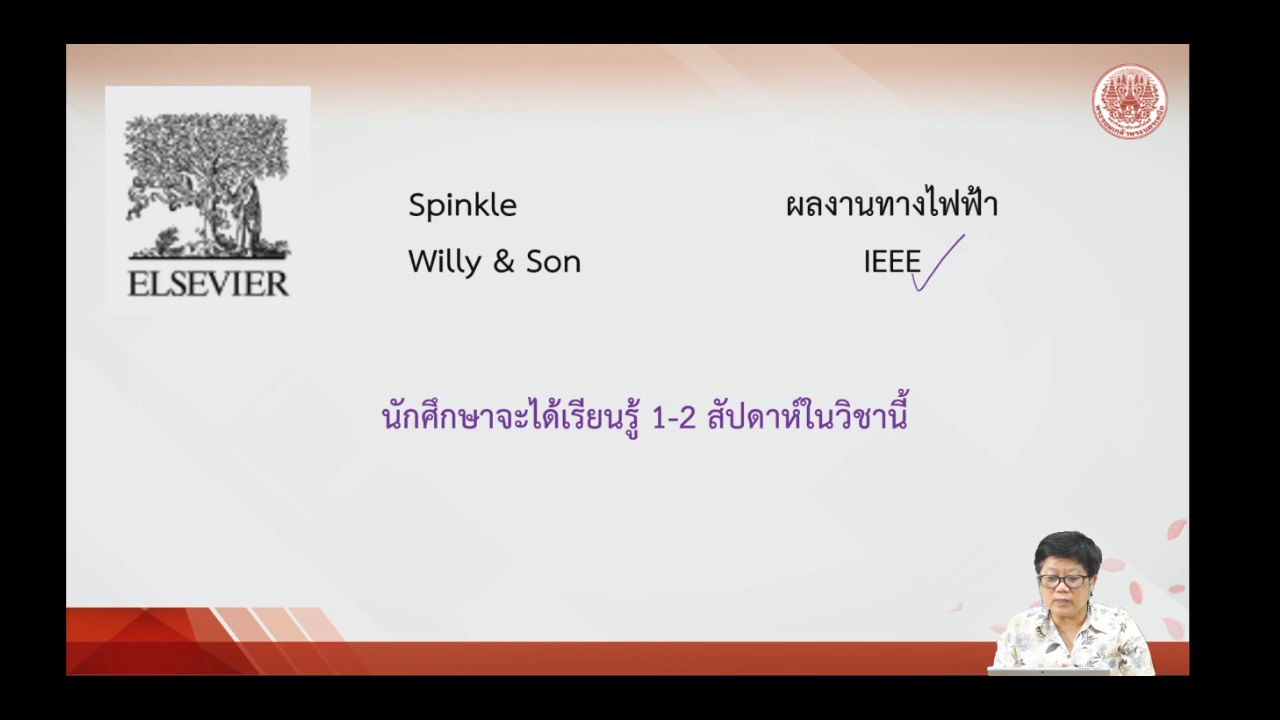 ELSEVIER
Spinkle
Willy & Son
ผลงานทางไฟฟ้า
IEEE
นักศึกษาจะได้เรียนรู้ 1-2 สัปดาห์ในวิชานี้